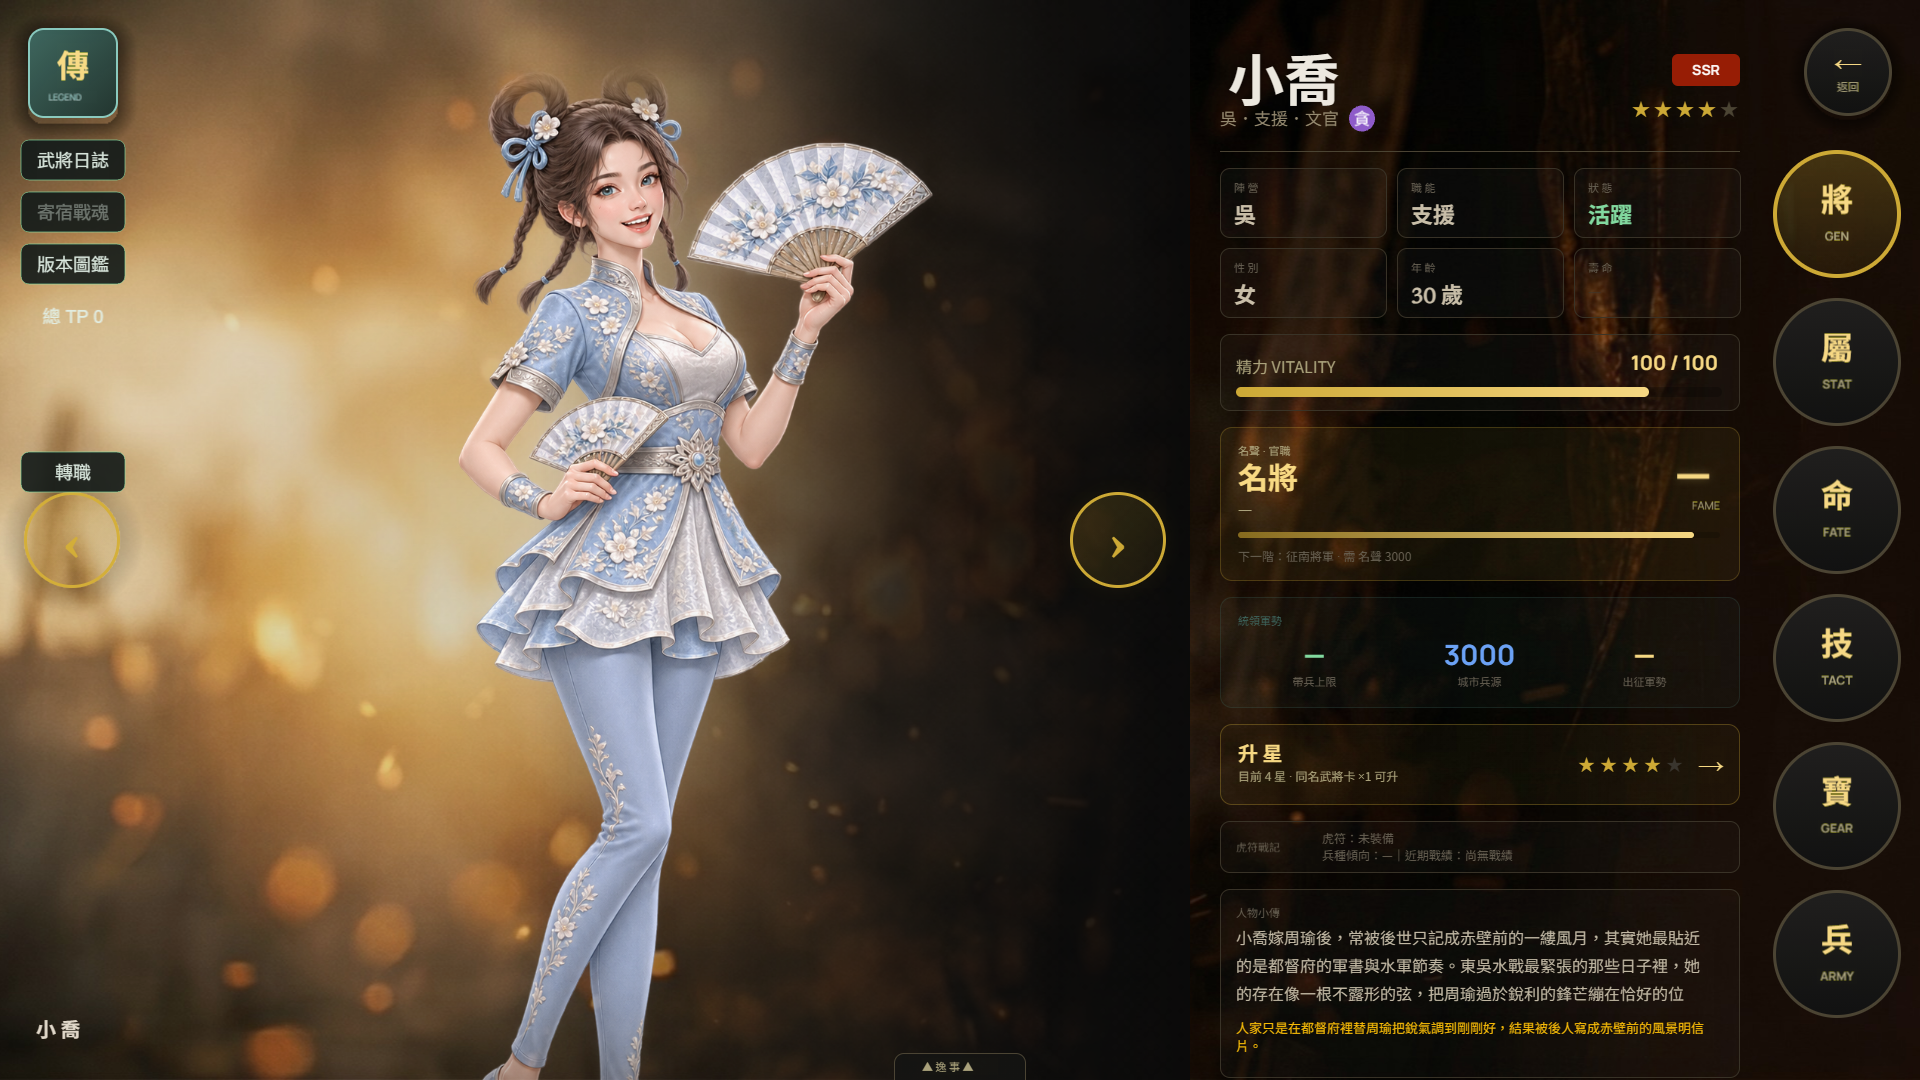 傳
LEGEND
武將日誌
寄宿戰魂
版本圖鑑
總 TP 0
轉職
‹
›
小喬
▲逸事▲
小喬
吳·支援·文官 貪
SSR
★★★★★
陣營
吳
職能
支援
狀態
活躍
性別
女
年齡
30 歲
壽命
精力 VITALITY
100 / 100
名聲·官職
名將
—
—
FAME
下一階：征南將軍·需 名聲 3000
統領軍勢
—
帶兵上限
3000
城市兵源
—
出征軍勢
升星
目前 4 星·同名武將卡 ×1 可升
★★★★★ →
虎符戰記
虎符：未裝備
兵種傾向：—｜近期戰績：尚無戰績
人物小傳
小喬嫁周瑜後，常被後世只記成赤壁前的一縷風月，其實她最貼近
的是都督府的軍書與水軍節奏。東吳水戰最緊張的那些日子裡，她
的存在像一根不露形的弦，把周瑜過於銳利的鋒芒繃在恰好的位
人家只是在都督府裡替周瑜把銳氣調到剛剛好，結果被後人寫成赤壁前的風景明信
片。
←
返回
將
GEN
屬
STAT
命
FATE
技
TACT
寶
GEAR
兵
ARMY